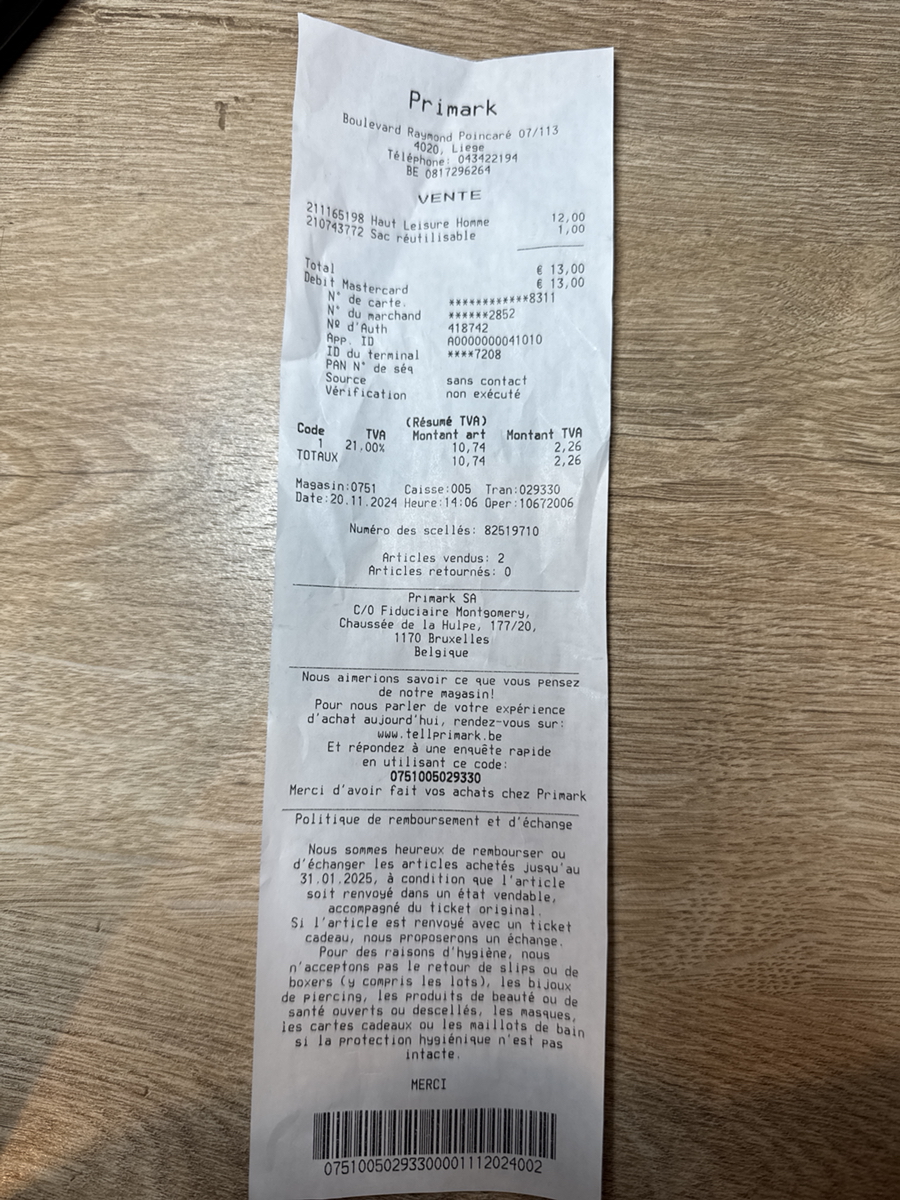 Primark
Boulevard Raymond Poincaré 07/113
4020, Liege
Téléphone: 043422194
BE 0817296264
VENTE
211165198 Haut Leisure Homme 12,00
210743772 Sac réutilisable 1,00
Total € 13,00
Debit Mastercard € 13,00
N° de carte. ************8311
N° du marchand ******2852
Nº d'Auth 418742
App. ID A0000000041010
ID du terminal ****7208
PAN N° de séq
Source sans contact
Vérification non exécuté
(Résumé TVA)
Code TVA Montant art Montant TVA
1 21,00% 10,74 2,26
TOTAUX 10,74 2,26
Magasin:0751 Caisse:005 Tran:029330
Date:20.11.2024 Heure:14:06 Oper:10672006
Numéro des scellés: 82519710
Articles vendus: 2
Articles retournés: 0
Primark SA
C/O Fiduciaire Montgomery,
Chaussée de la Hulpe, 177/20,
1170 Bruxelles
Belgique
Nous aimerions savoir ce que vous pensez
de notre magasin!
Pour nous parler de votre expérience
d'achat aujourd'hui, rendez-vous sur:
www.tellprimark.be
Et répondez à une enquête rapide
en utilisant ce code:
0751005029330
Merci d'avoir fait vos achats chez Primark
Politique de remboursement et d'échange
Nous sommes heureux de rembourser ou
d'échanger les articles achetés jusqu'au
31.01.2025, à condition que l'article
soit renvoyé dans un état vendable,
accompagné du ticket original.
Si l'article est renvoyé avec un ticket
cadeau, nous proposerons un échange.
Pour des raisons d'hygiène, nous
n'acceptons pas le retour de slips ou de
boxers (y compris les lots), les bijoux
de piercing, les produits de beauté ou de
santé ouverts ou descellés, les masques,
les cartes cadeaux ou les maillots de bain
si la protection hygiénique n'est pas
intacte.
MERCI
07510050293300001112024002